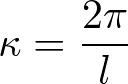 κ = 2π / l